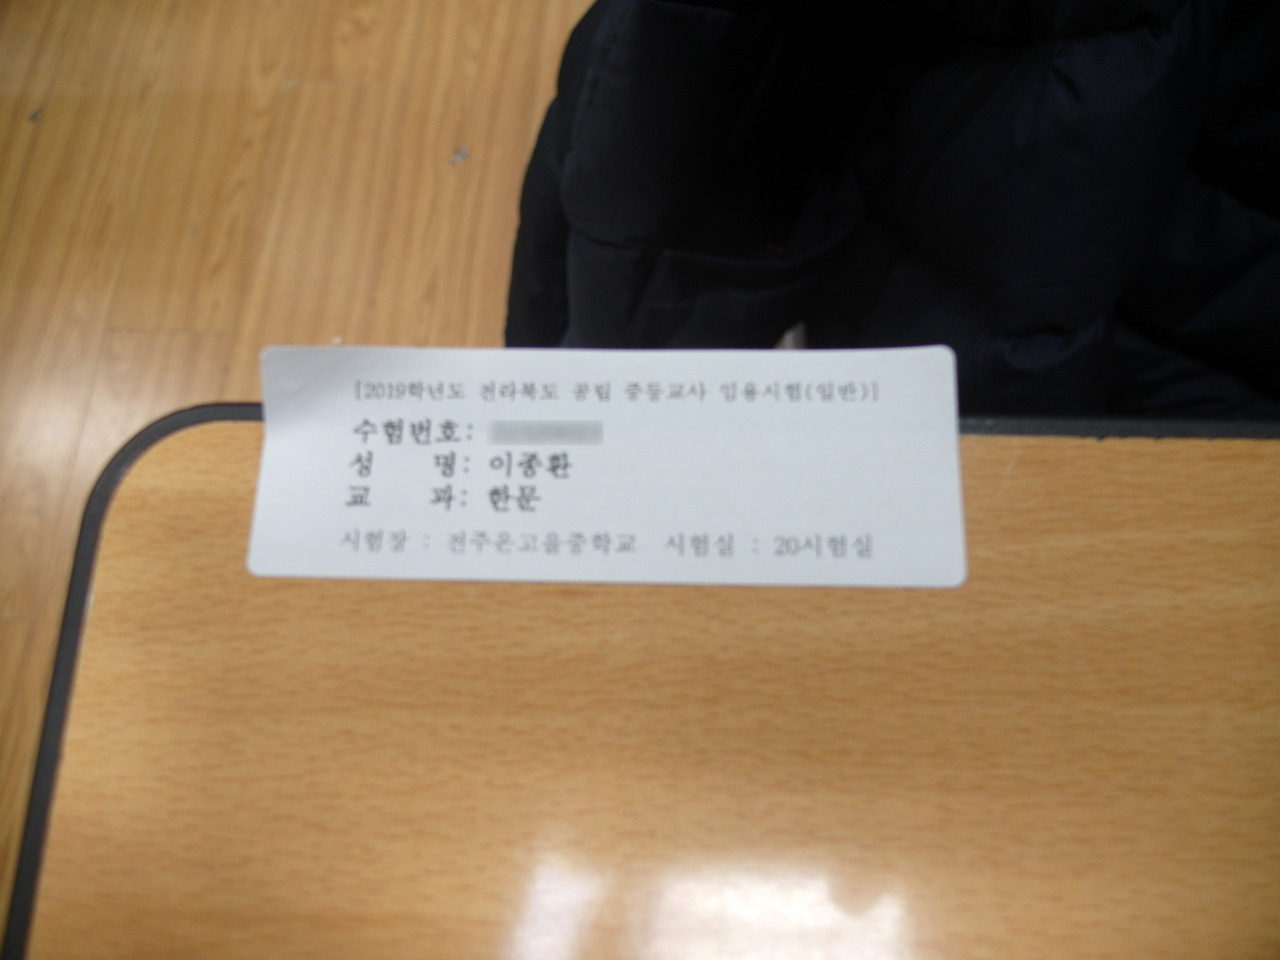 [2019학년도 전라북도 공립 중등교사 임용시험(일반)]
수험번호:
성 명: 이종환
교 과: 한문
시험장 : 전주온고을중학교 시험실 : 20시험실